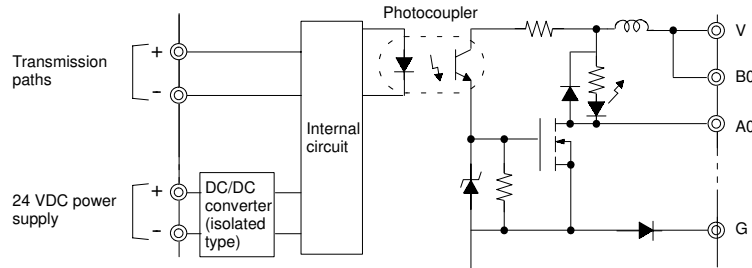 Photocoupler
V
Transmission
paths
+
−
B0
A0
Internal
circuit
24 VDC power
supply
+
−
DC/DC
converter
(isolated
type)
G